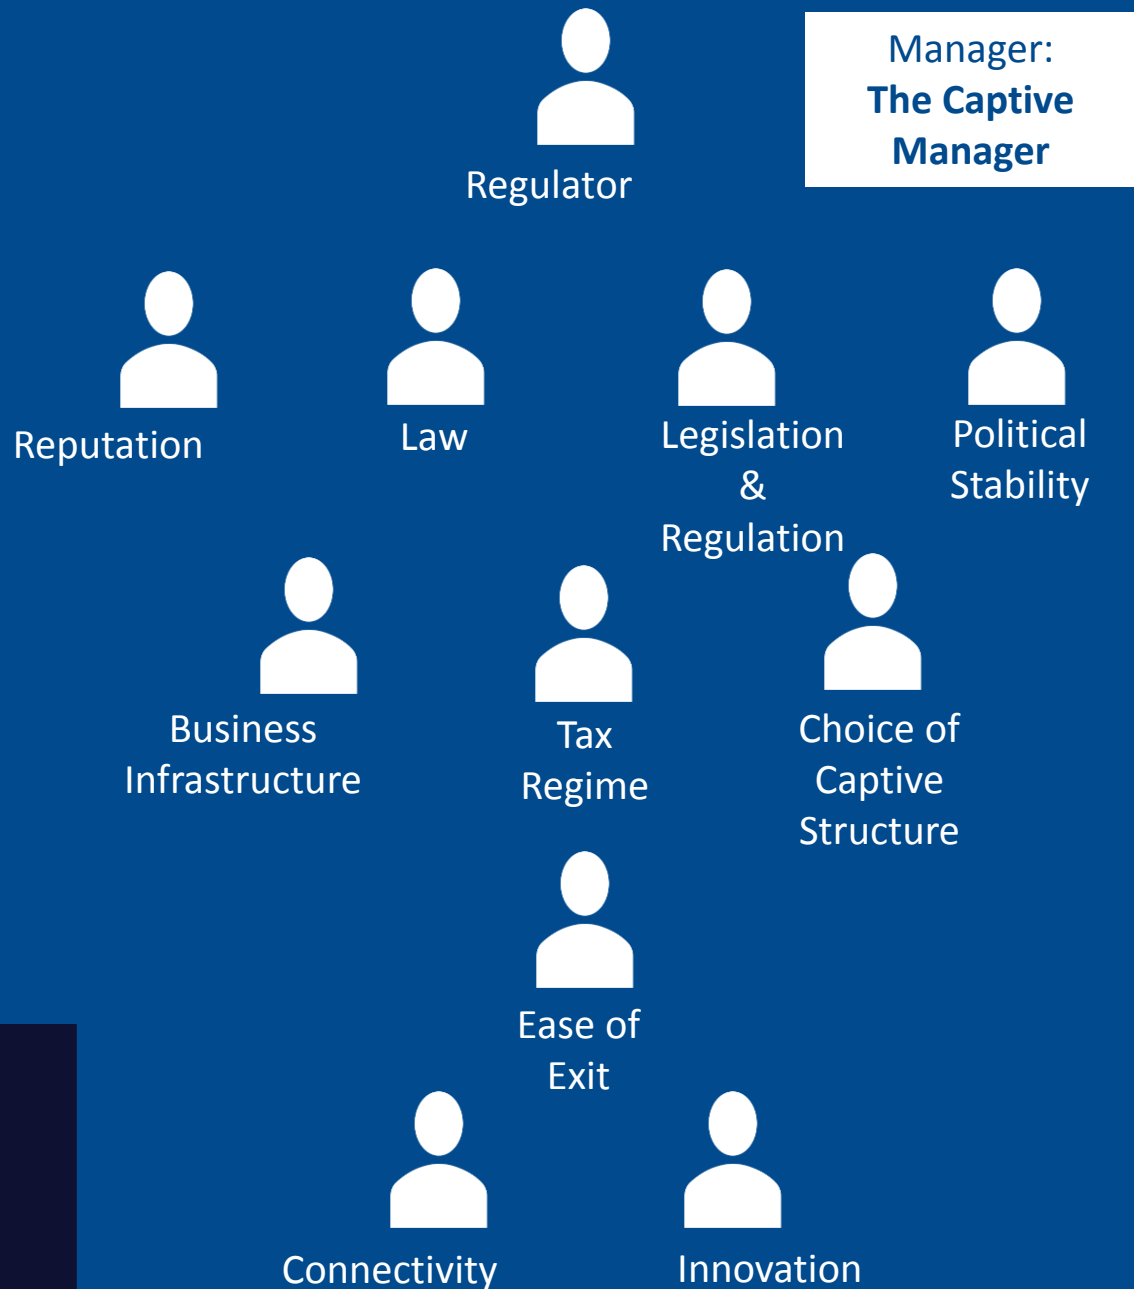 Manager:
The Captive
Manager
Regulator
Reputation
Law
Legislation
&
Regulation
Political
Stability
Business
Infrastructure
Tax
Regime
Choice of
Captive
Structure
Ease of
Exit
Connectivity
Innovation